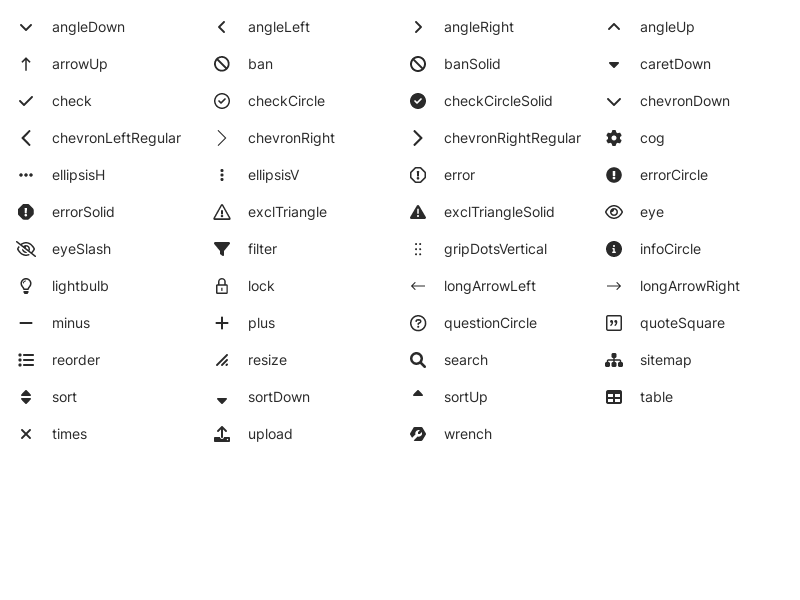 angleDown angleLeft angleRight angleUp
arrowUp ban banSolid caretDown
check checkCircle checkCircleSolid chevronDown
chevronLeftRegular chevronRight chevronRightRegular cog
ellipsisH ellipsisV error errorCircle
errorSolid exclTriangle exclTriangleSolid eye
eyeSlash filter gripDotsVertical infoCircle
lightbulb lock longArrowLeft longArrowRight
minus plus questionCircle quoteSquare
reorder resize search sitemap
sort sortDown sortUp table
times upload wrench